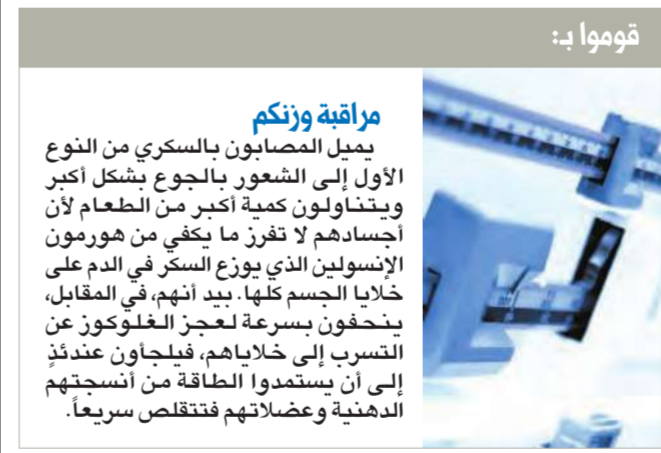 قوموا بـ:
مراقبة وزنكم
يميل المصابون بالسكري من النوع
الأول إلى الشعور بالجوع بشكل أكبر
ويتناولون كمية أكبر من الطعام لأن
أجسادهم لا تفرز ما يكفي من هورمون
الإنسولين الذي يوزع السكر في الدم على
خلايا الجسم كلها. بيد أنهم، في المقابل،
ينحفون بسرعة لعجز الغلوكوز عن
التسرب إلى خلاياهم، فيلجأون عندئذٍ
إلى أن يستمدوا الطاقة من أنسجتهم
الدهنية وعضلاتهم فتتقلص سريعاً.